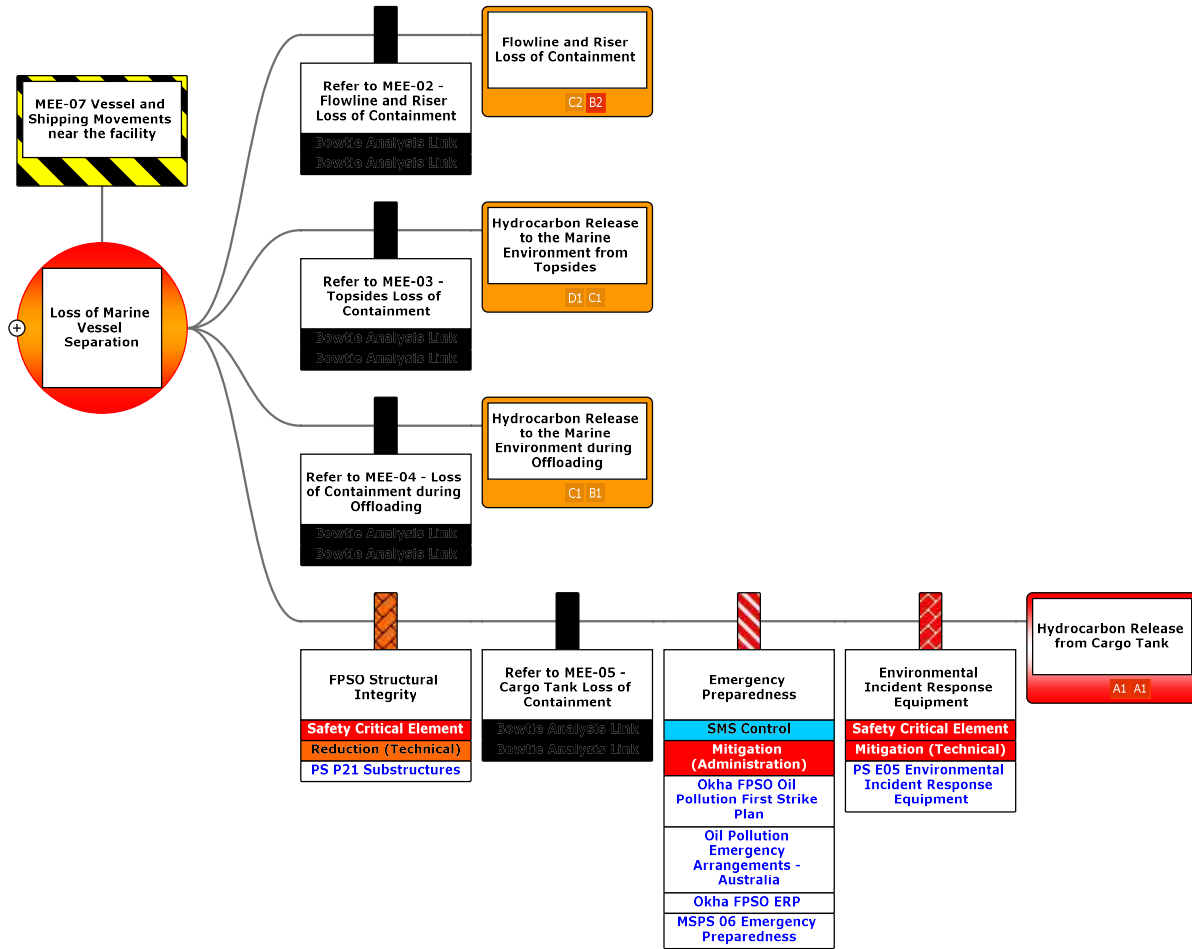 MEE-07 Vessel and
Shipping Movements
near the facility
+
Loss of Marine
Vessel
Separation
Refer to MEE-02 -
Flowline and Riser
Loss of Containment
Bowtie Analysis Link
Bowtie Analysis Link
Flowline and Riser
Loss of Containment
C2 B2
Refer to MEE-03 -
Topsides Loss of
Containment
Bowtie Analysis Link
Bowtie Analysis Link
Hydrocarbon Release
to the Marine
Environment from
Topsides
D1 C1
Refer to MEE-04 - Loss
of Containment during
Offloading
Bowtie Analysis Link
Bowtie Analysis Link
Hydrocarbon Release
to the Marine
Environment during
Offloading
C1 B1
FPSO Structural
Integrity
Safety Critical Element
Reduction (Technical)
PS P21 Substructures
Refer to MEE-05 -
Cargo Tank Loss of
Containment
Bowtie Analysis Link
Bowtie Analysis Link
Emergency
Preparedness
SMS Control
Mitigation
(Administration)
Okha FPSO Oil
Pollution First Strike
Plan
Oil Pollution
Emergency
Arrangements -
Australia
Okha FPSO ERP
MSPS 06 Emergency
Preparedness
Environmental
Incident Response
Equipment
Safety Critical Element
Mitigation (Technical)
PS E05 Environmental
Incident Response
Equipment
Hydrocarbon Release
from Cargo Tank
A1 A1